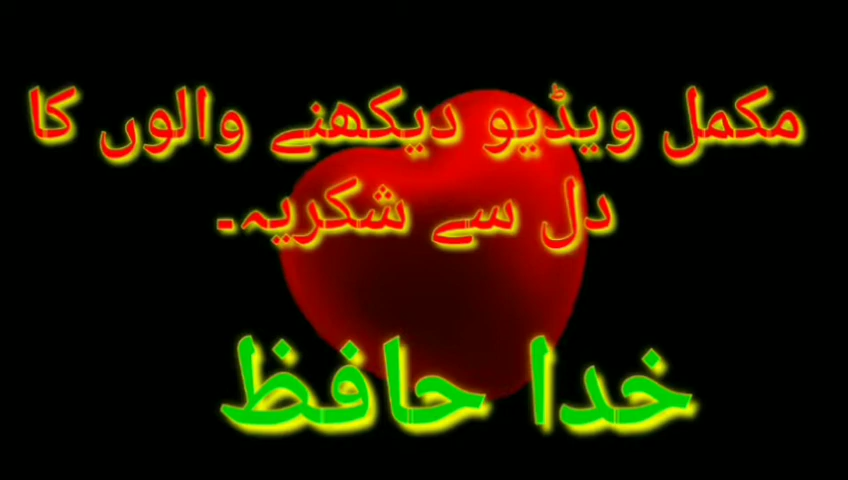 مکمل ویڈیو دیکھنے والوں کا
دل سے شکریہ۔
خدا حافظ